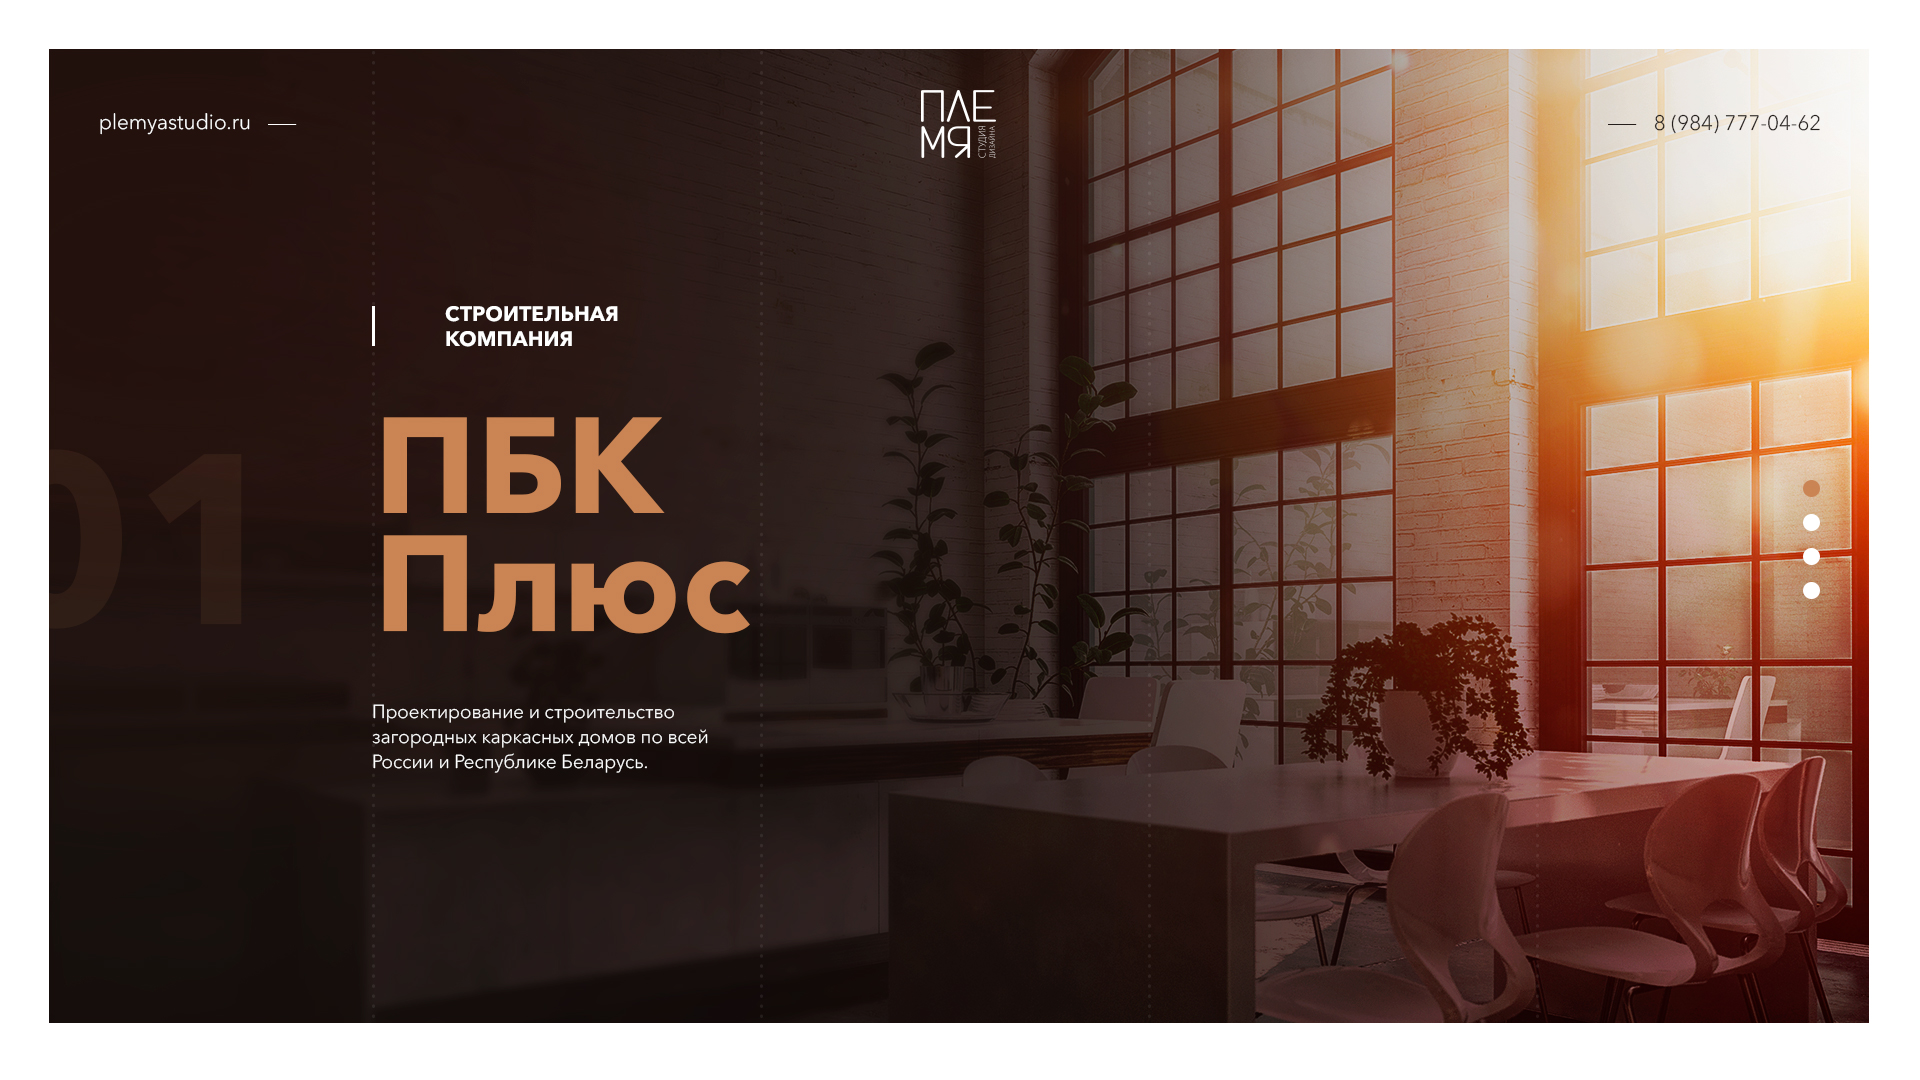 plemyastudio.ru
ПЛЕ
МЯ
СТУДИЯ
ДИЗАЙНА
8 (984) 777-04-62
СТРОИТЕЛЬНАЯ
КОМПАНИЯ
01
ПБК
Плюс
Проектирование и строительство
загородных каркасных домов по всей
России и Республике Беларусь.